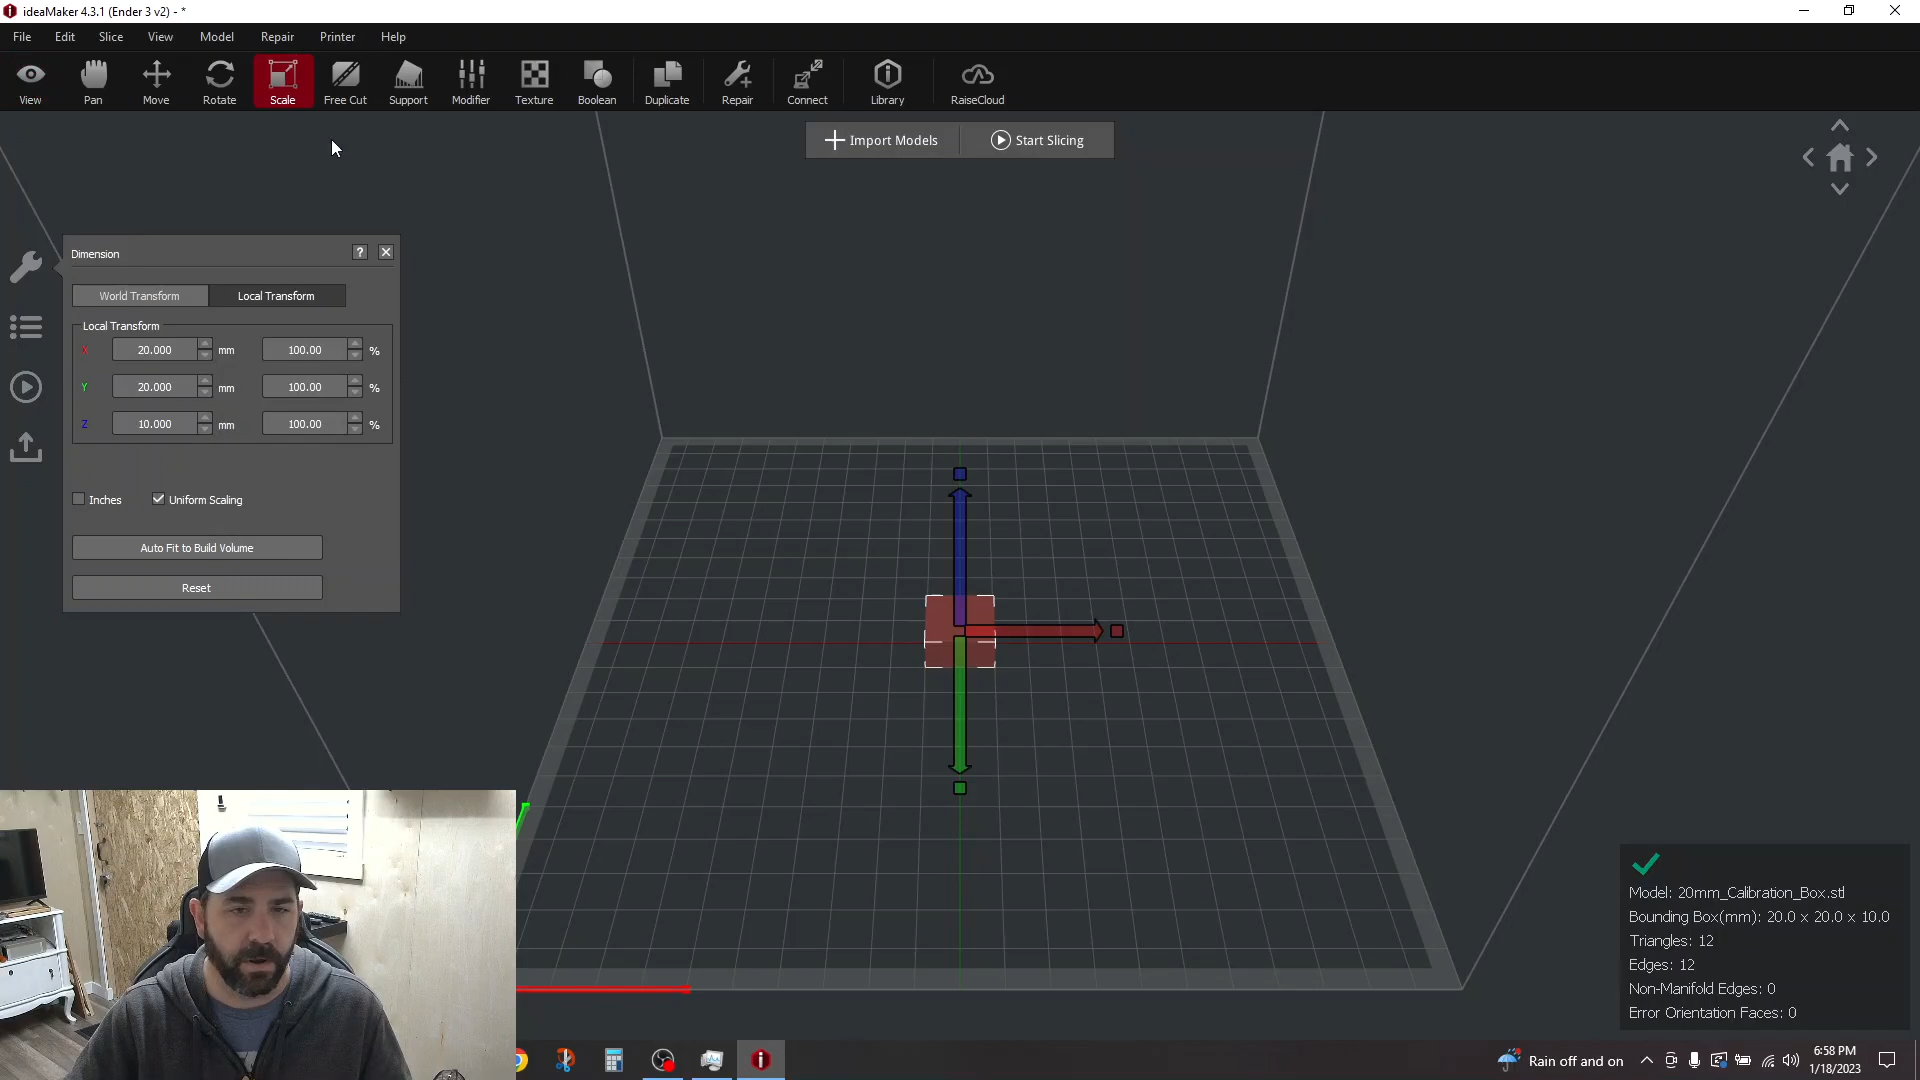 ideaMaker 4.3.1 (Ender 3 v2) - *
File Edit Slice View Model Repair Printer Help
View Pan Move Rotate Scale Free Cut Support Modifier Texture Boolean Duplicate Repair Connect Library RaiseCloud
Import Models Start Slicing
Dimension ?
World Transform Local Transform
Local Transform
X 20.000 mm 100.00 %
Y 20.000 mm 100.00 %
Z 10.000 mm 100.00 %
Inches Uniform Scaling
Auto Fit to Build Volume
Reset
Model: 20mm_Calibration_Box.stl
Bounding Box(mm): 20.0 x 20.0 x 10.0
Triangles: 12
Edges: 12
Non-Manifold Edges: 0
Error Orientation Faces: 0
Rain off and on
6:58 PM
1/18/2023